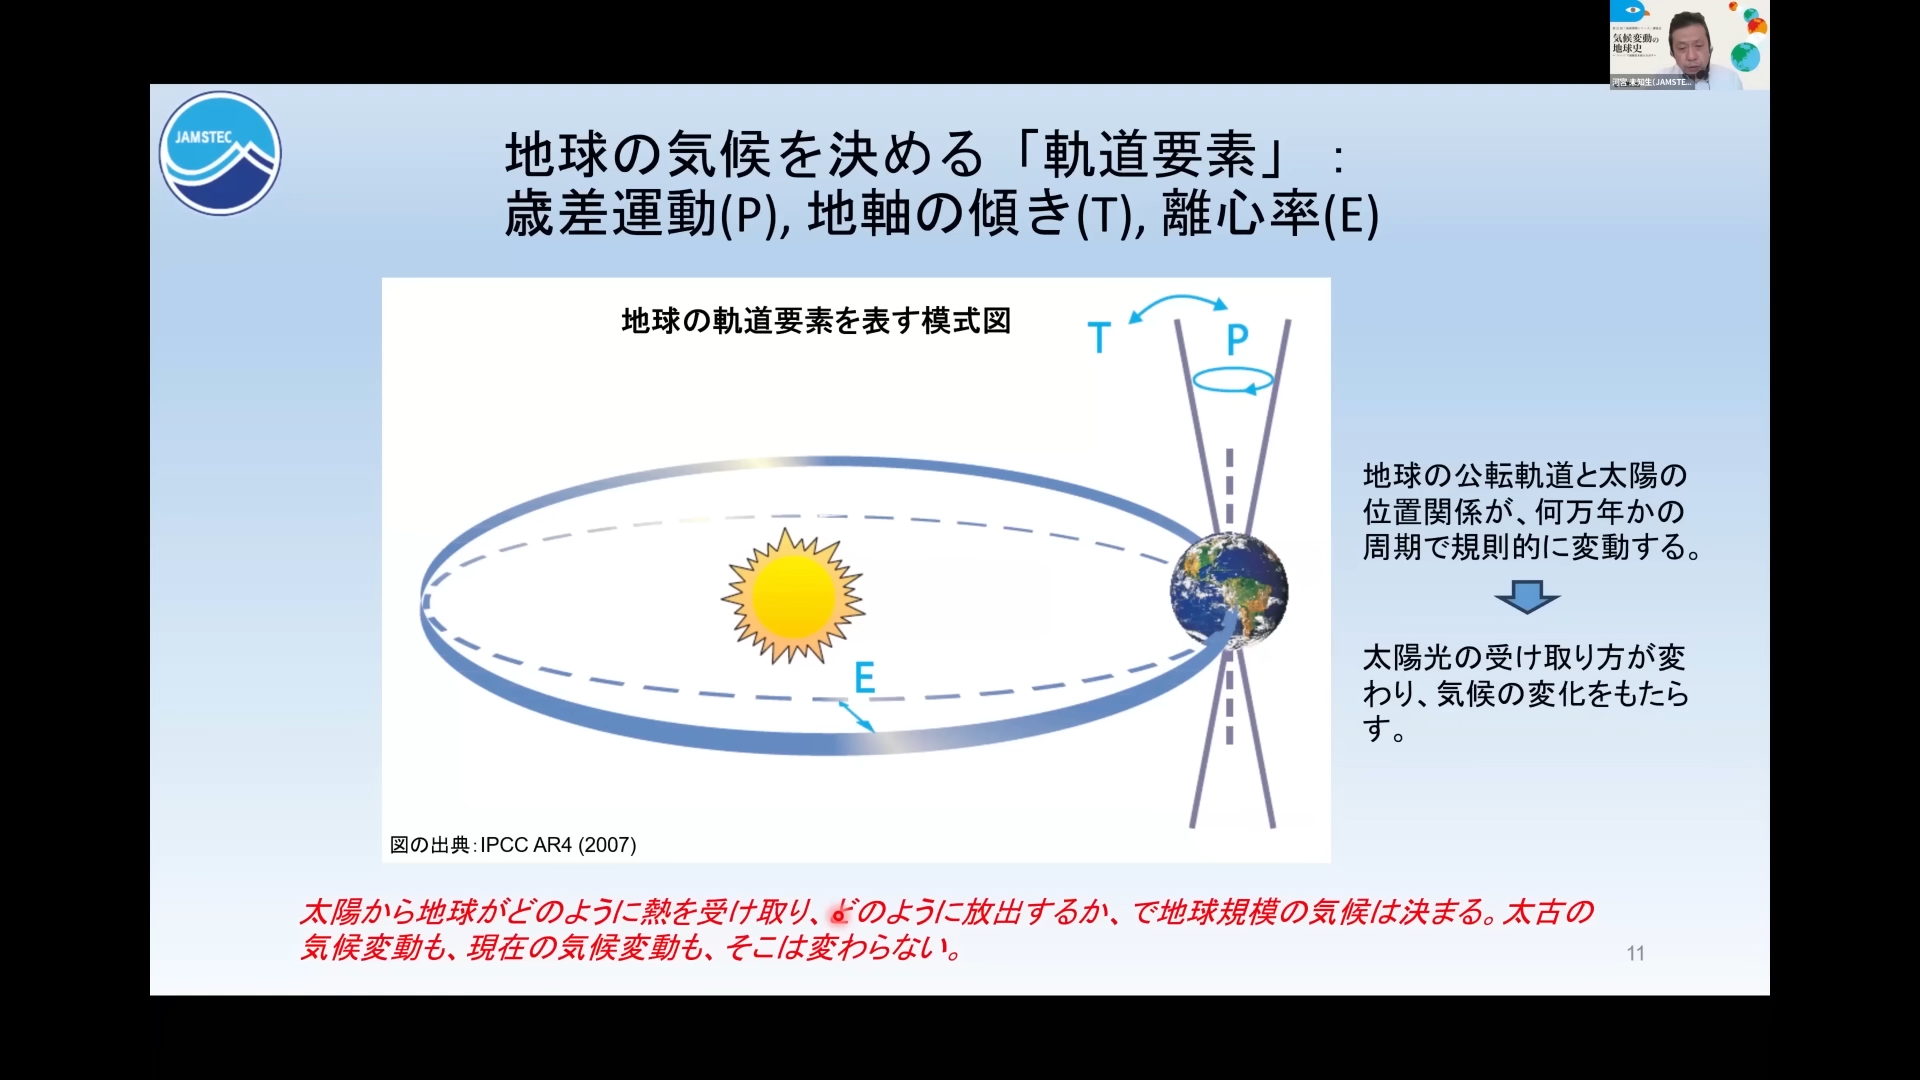 気候変動の
地球史
河宮 未知生(JAMSTE...
JAMSTEC
地球の気候を決める「軌道要素」：
歳差運動(P), 地軸の傾き(T), 離心率(E)
地球の軌道要素を表す模式図
T
P
E
地球の公転軌道と太陽の
位置関係が、何万年かの
周期で規則的に変動する。
太陽光の受け取り方が変
わり、気候の変化をもたら
す。
図の出典：IPCC AR4 (2007)
太陽から地球がどのように熱を受け取り、どのように放出するか、で地球規模の気候は決まる。太古の
気候変動も、現在の気候変動も、そこは変わらない。
11